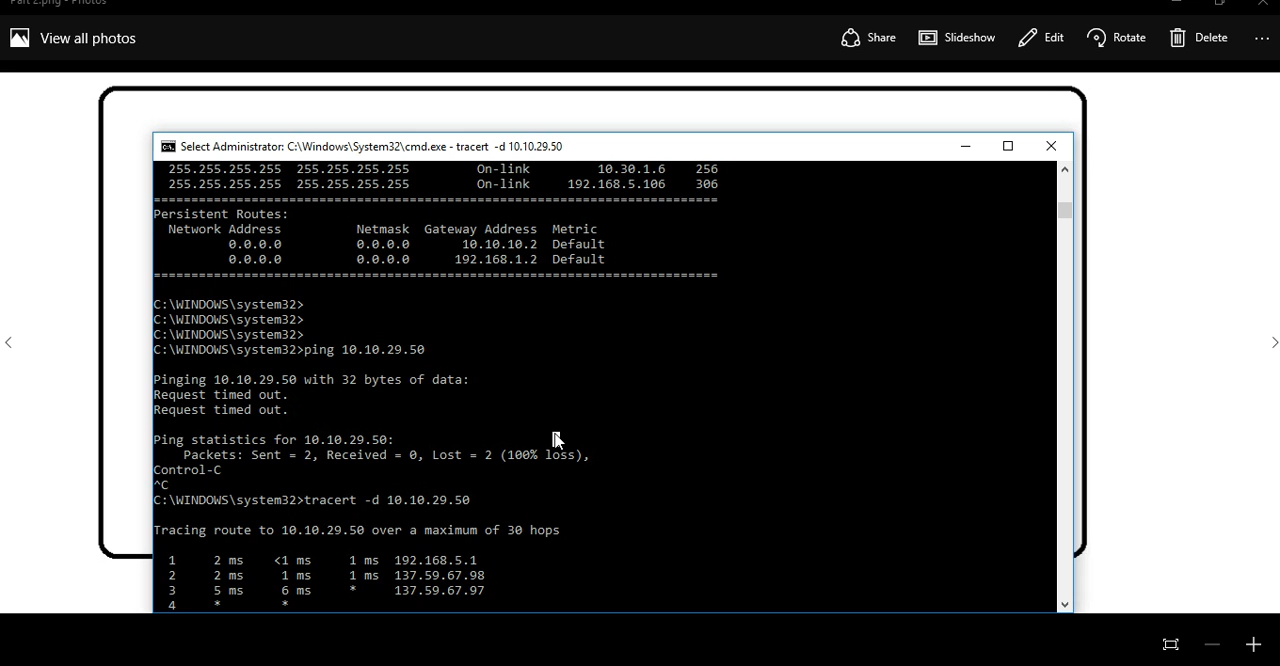 Part 2.png - Photos
View all photos
Share
Slideshow
Edit
Rotate
Delete
Select Administrator: C:\Windows\System32\cmd.exe - tracert -d 10.10.29.50
255.255.255.255 255.255.255.255 On-link 10.30.1.6 256
255.255.255.255 255.255.255.255 On-link 192.168.5.106 306
===========================================================================
Persistent Routes:
Network Address Netmask Gateway Address Metric
0.0.0.0 0.0.0.0 10.10.10.2 Default
0.0.0.0 0.0.0.0 192.168.1.2 Default
===========================================================================
C:\WINDOWS\system32>
C:\WINDOWS\system32>
C:\WINDOWS\system32>
C:\WINDOWS\system32>ping 10.10.29.50
Pinging 10.10.29.50 with 32 bytes of data:
Request timed out.
Request timed out.
Ping statistics for 10.10.29.50:
Packets: Sent = 2, Received = 0, Lost = 2 (100% loss),
Control-C
^C
C:\WINDOWS\system32>tracert -d 10.10.29.50
Tracing route to 10.10.29.50 over a maximum of 30 hops
1 2 ms <1 ms 1 ms 192.168.5.1
2 2 ms 1 ms 1 ms 137.59.67.98
3 5 ms 6 ms * 137.59.67.97
4 * *